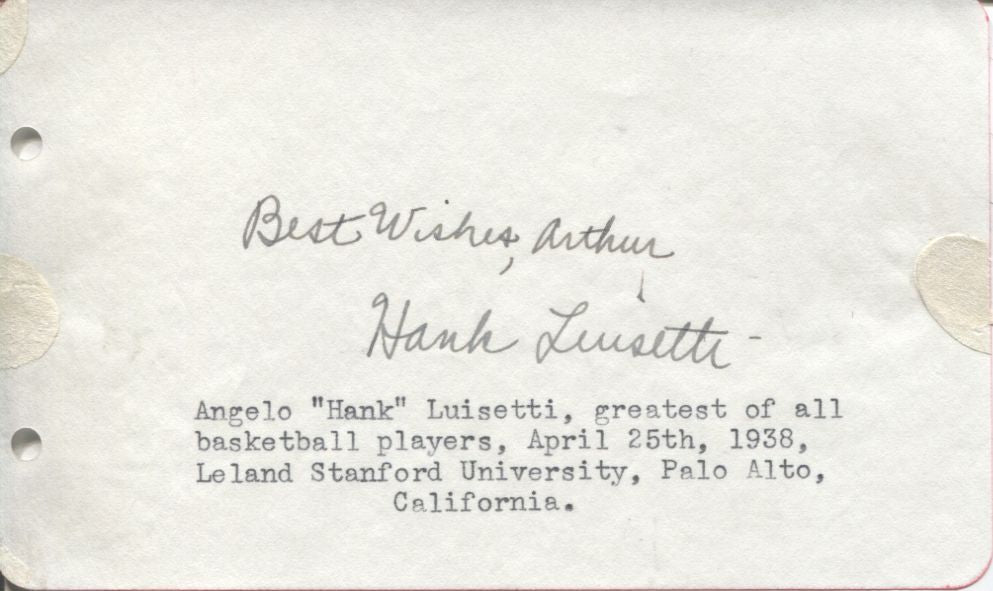 Best Wishes, Arthur
Hank Luisetti -
Angelo "Hank" Luisetti, greatest of all
basketball players, April 25th, 1938,
Leland Stanford University, Palo Alto,
California.